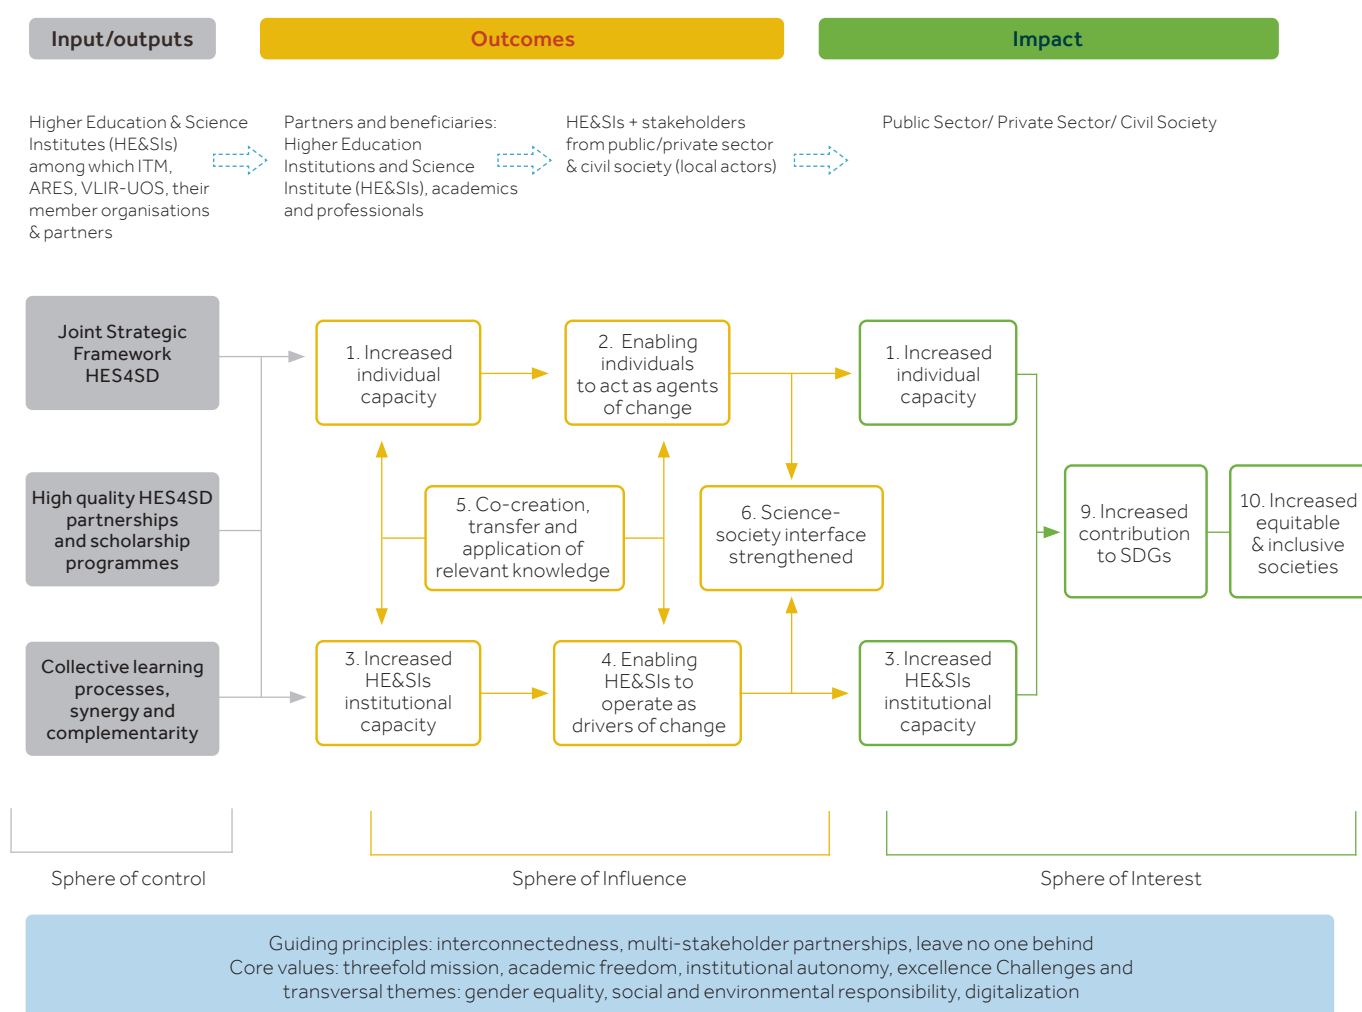 Input/outputs
Outcomes
Impact
Higher Education & Science
Institutes (HE&SIs)
among which ITM,
ARES, VLIR-UOS, their
member organisations
& partners
Partners and beneficiaries:
Higher Education
Institutions and Science
Institute (HE&SIs), academics
and professionals
HE&SIs + stakeholders
from public/private sector
& civil society (local actors)
Public Sector/ Private Sector/ Civil Society
Joint Strategic
Framework
HES4SD
1. Increased
individual
capacity
2. Enabling
individuals
to act as agents
of change
1. Increased
individual
capacity
High quality HES4SD
partnerships
and scholarship
programmes
5. Co-creation,
transfer and
application of
relevant knowledge
6. Science-
society interface
strengthened
9. Increased
contribution
to SDGs
10. Increased
equitable
& inclusive
societies
Collective learning
processes,
synergy and
complementarity
3. Increased
HE&SIs
institutional
capacity
4. Enabling
HE&SIs to
operate as
drivers of change
3. Increased
HE&SIs
institutional
capacity
Sphere of control
Sphere of Influence
Sphere of Interest
Guiding principles: interconnectedness, multi-stakeholder partnerships, leave no one behind
Core values: threefold mission, academic freedom, institutional autonomy, excellence Challenges and
transversal themes: gender equality, social and environmental responsibility, digitalization